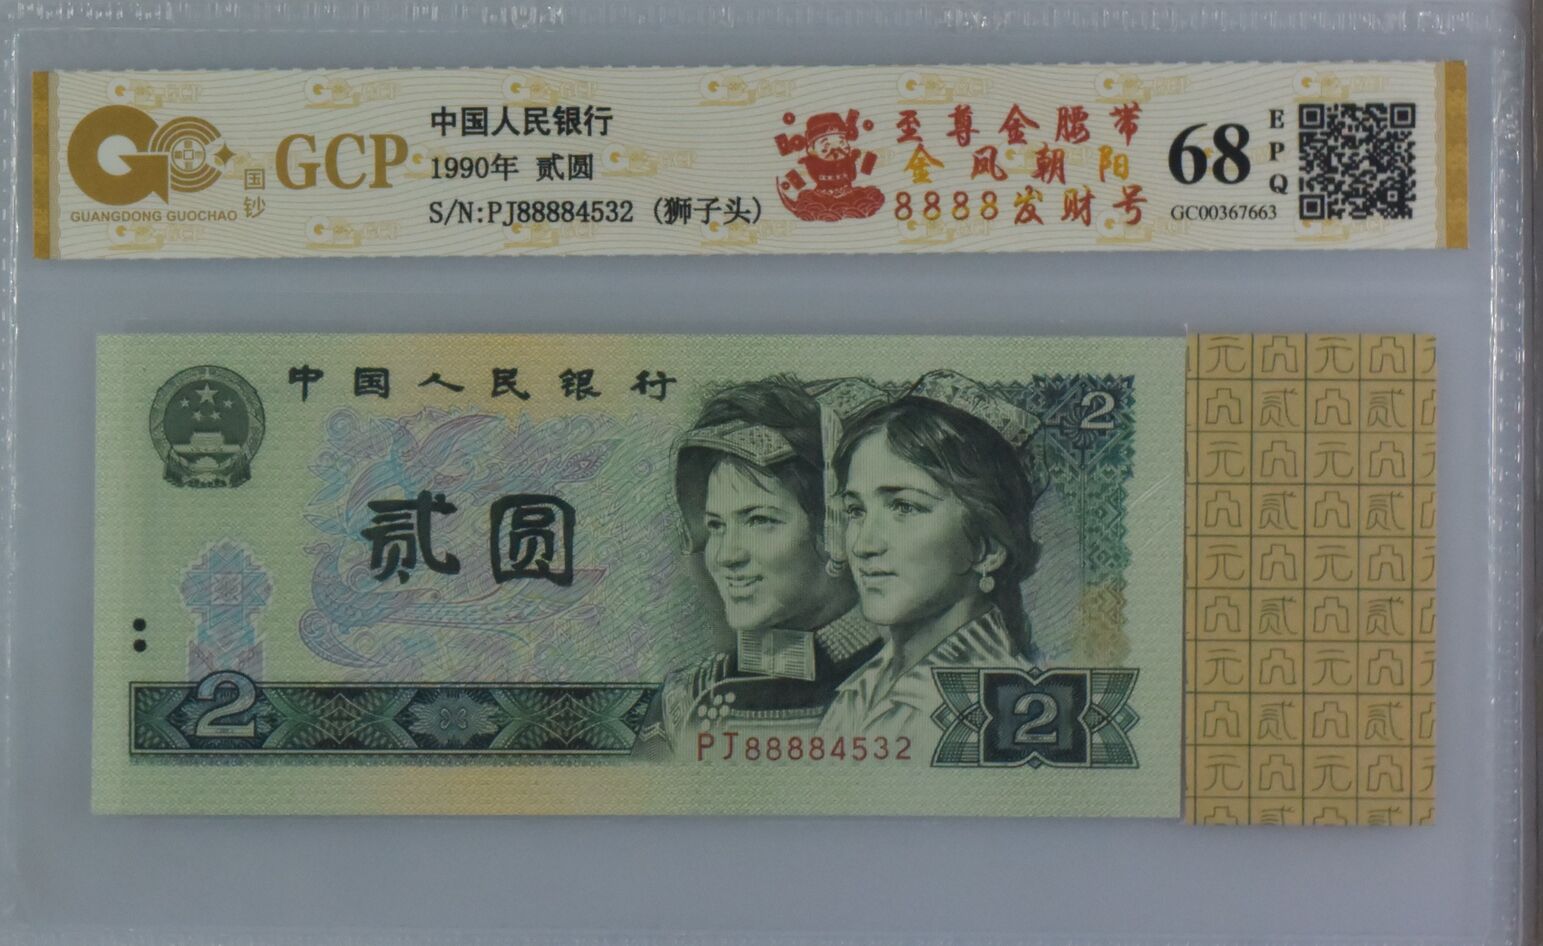 GUANGDONG GUOCHAO
国钞
GCP
中国人民银行
1990年 贰圆
S/N:PJ88884532 (狮子头)
至尊金腰带
金凤朝阳
8888发财号
68
EPQ
GC00367663
中国人民银行
贰圆
2
2
PJ88884532
2